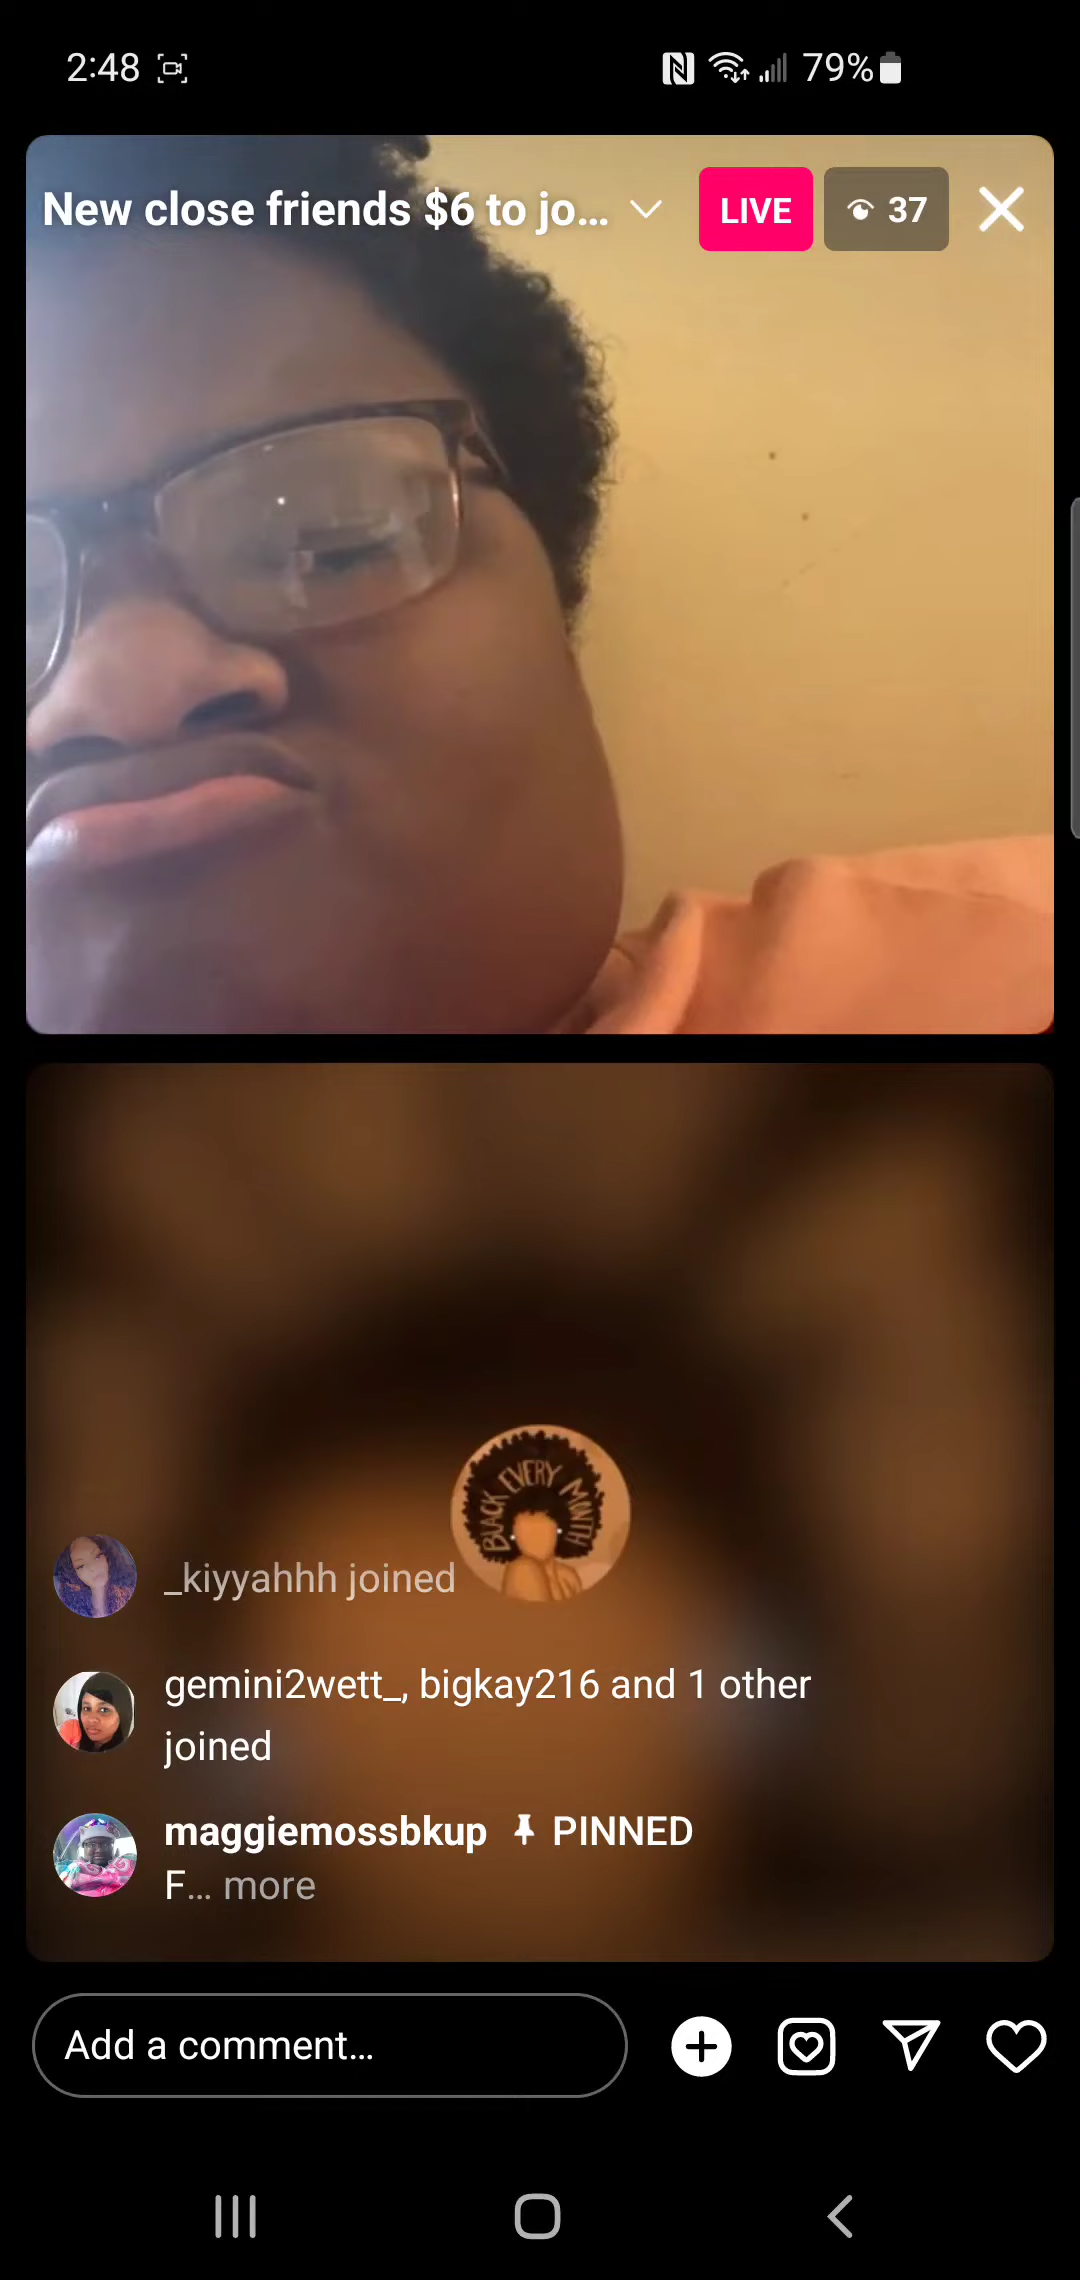 2:48
79%
New close friends $6 to jo...
LIVE
37
BLACK EVERY MONTH
_kiyyahhh joined
gemini2wett_, bigkay216 and 1 other
joined
maggiemossbkup PINNED
F... more
Add a comment...